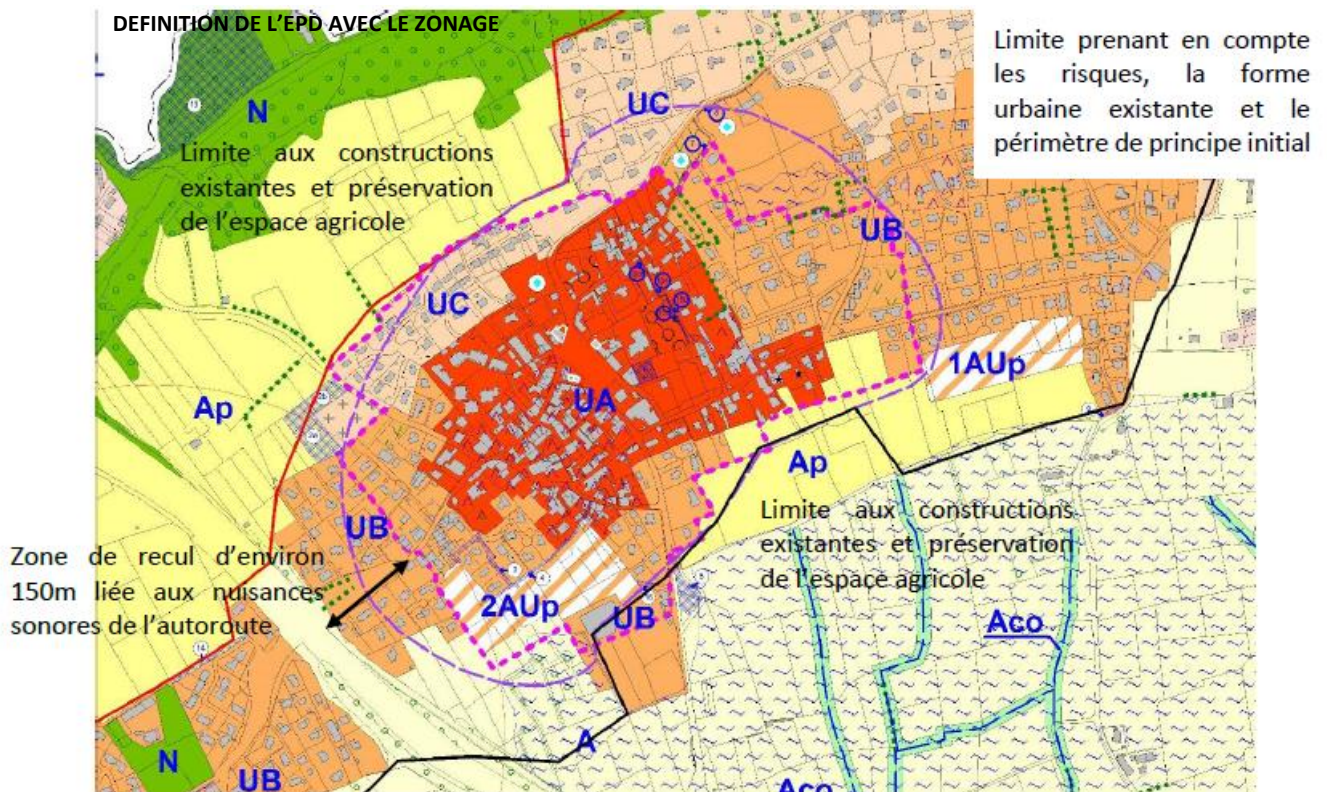 DEFINITION DE L'EPD AVEC LE ZONAGE
Limite prenant en compte
les risques, la forme
urbaine existante et le
périmètre de principe initial
N
UC
Limite aux constructions
existantes et préservation
de l'espace agricole
UB
UC
1AUp
Ap
UA
Ap
Limite aux constructions
existantes et préservation
de l'espace agricole
UB
Zone de recul d'environ
150m liée aux nuisances
sonores de l'autoroute
2AUp
UB
Aco
A
N
UB
Aco